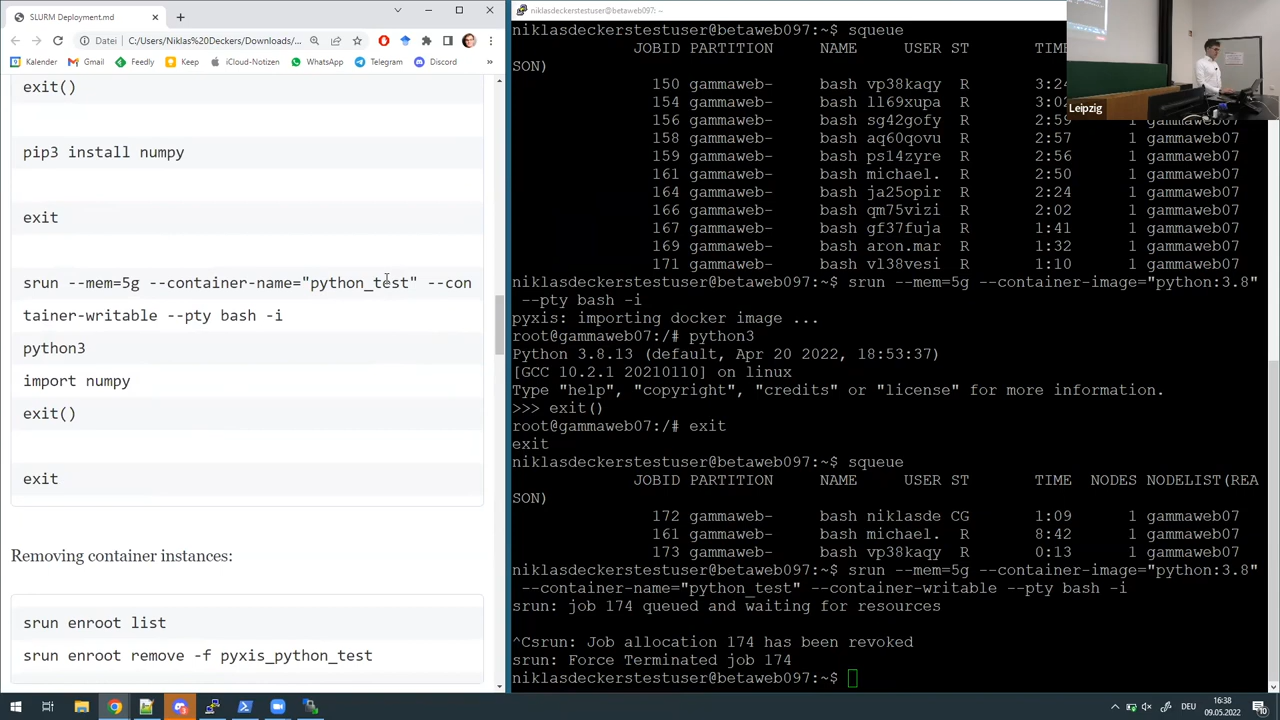 SLURM Deployment.md
Datei
C:/Users/Niklas%20Deckers/Downloads/...
Kalender
Gmail
Feedly
Keep
iCloud-Notizen
WhatsApp
Telegram
Discord
exit()
pip3 install numpy
exit
srun --mem=5g --container-name="python_test" --con
tainer-writable --pty bash -i
python3
import numpy
exit()
exit
Removing container instances:
srun enroot list
srun enroot remove -f pyxis_python_test
niklasdeckerstestuser@betaweb097: ~
niklasdeckerstestuser@betaweb097:~$ squeue
JOBID PARTITION NAME USER ST TIME
SON)
150 gammaweb- bash vp38kaqy R 3:24
154 gammaweb- bash ll69xupa R 3:02
156 gammaweb- bash sg42gofy R 2:59 1 gammaweb07
158 gammaweb- bash aq60qovu R 2:57 1 gammaweb07
159 gammaweb- bash ps14zyre R 2:56 1 gammaweb07
161 gammaweb- bash michael. R 2:50 1 gammaweb07
164 gammaweb- bash ja25opir R 2:24 1 gammaweb07
166 gammaweb- bash qm75vizi R 2:02 1 gammaweb07
167 gammaweb- bash gf37fuja R 1:41 1 gammaweb07
169 gammaweb- bash aron.mar R 1:32 1 gammaweb07
171 gammaweb- bash vl38vesi R 1:10 1 gammaweb07
niklasdeckerstestuser@betaweb097:~$ srun --mem=5g --container-image="python:3.8"
--pty bash -i
pyxis: importing docker image ...
root@gammaweb07:/# python3
Python 3.8.13 (default, Apr 20 2022, 18:53:37)
[GCC 10.2.1 20210110] on linux
Type "help", "copyright", "credits" or "license" for more information.
>>> exit()
root@gammaweb07:/# exit
exit
niklasdeckerstestuser@betaweb097:~$ squeue
JOBID PARTITION NAME USER ST TIME NODES NODELIST(REA
SON)
172 gammaweb- bash niklasde CG 1:09 1 gammaweb07
161 gammaweb- bash michael. R 8:42 1 gammaweb07
173 gammaweb- bash vp38kaqy R 0:13 1 gammaweb07
niklasdeckerstestuser@betaweb097:~$ srun --mem=5g --container-image="python:3.8"
--container-name="python_test" --container-writable --pty bash -i
srun: job 174 queued and waiting for resources
^Csrun: Job allocation 174 has been revoked
srun: Force Terminated job 174
niklasdeckerstestuser@betaweb097:~$
Leipzig
DEU
16:38
09.05.2022
10